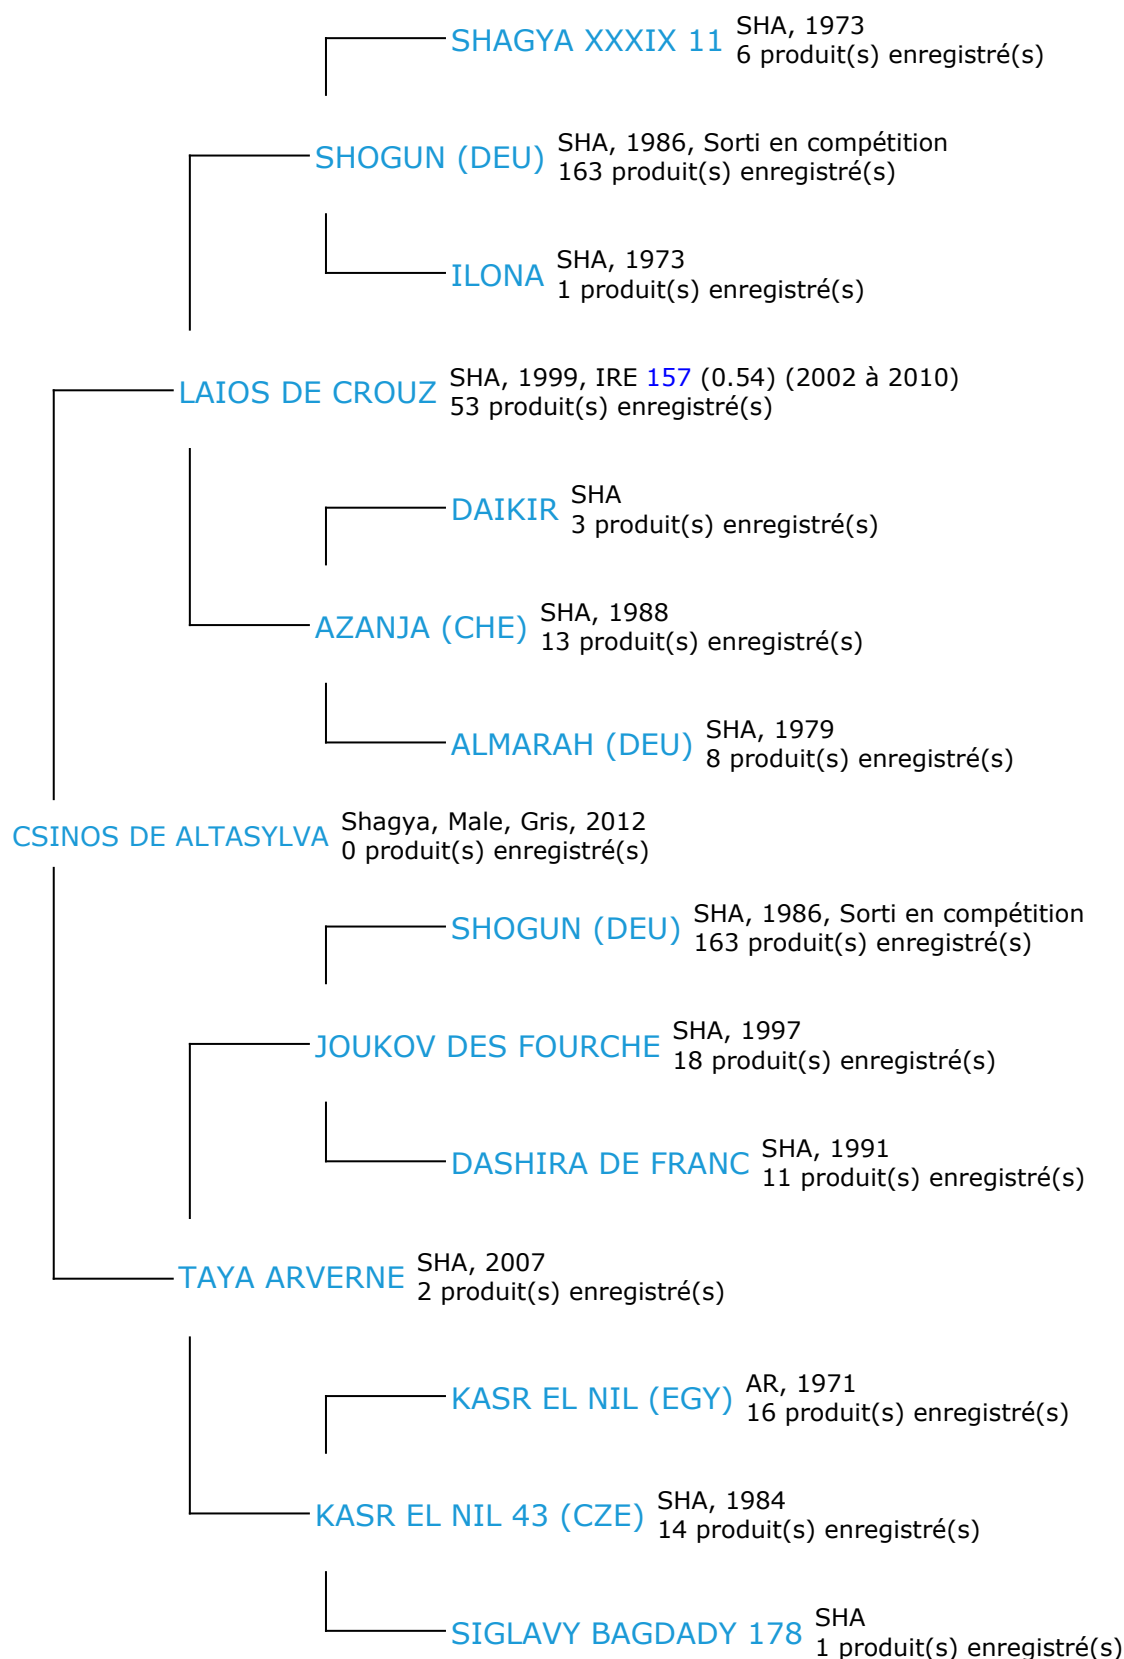 SHAGYA XXXIX 11 SHA, 1973
6 produit(s) enregistré(s)
SHOGUN (DEU) SHA, 1986, Sorti en compétition
163 produit(s) enregistré(s)
ILONA SHA, 1973
1 produit(s) enregistré(s)
LAIOS DE CROUZ SHA, 1999, IRE 157 (0.54) (2002 à 2010)
53 produit(s) enregistré(s)
DAIKIR SHA
3 produit(s) enregistré(s)
AZANJA (CHE) SHA, 1988
13 produit(s) enregistré(s)
ALMARAH (DEU) SHA, 1979
8 produit(s) enregistré(s)
CSINOS DE ALTASYLVA Shagya, Male, Gris, 2012
0 produit(s) enregistré(s)
SHOGUN (DEU) SHA, 1986, Sorti en compétition
163 produit(s) enregistré(s)
JOUKOV DES FOURCHE SHA, 1997
18 produit(s) enregistré(s)
DASHIRA DE FRANC SHA, 1991
11 produit(s) enregistré(s)
TAYA ARVERNE SHA, 2007
2 produit(s) enregistré(s)
KASR EL NIL (EGY) AR, 1971
16 produit(s) enregistré(s)
KASR EL NIL 43 (CZE) SHA, 1984
14 produit(s) enregistré(s)
SIGLAVY BAGDADY 178 SHA
1 produit(s) enregistré(s)